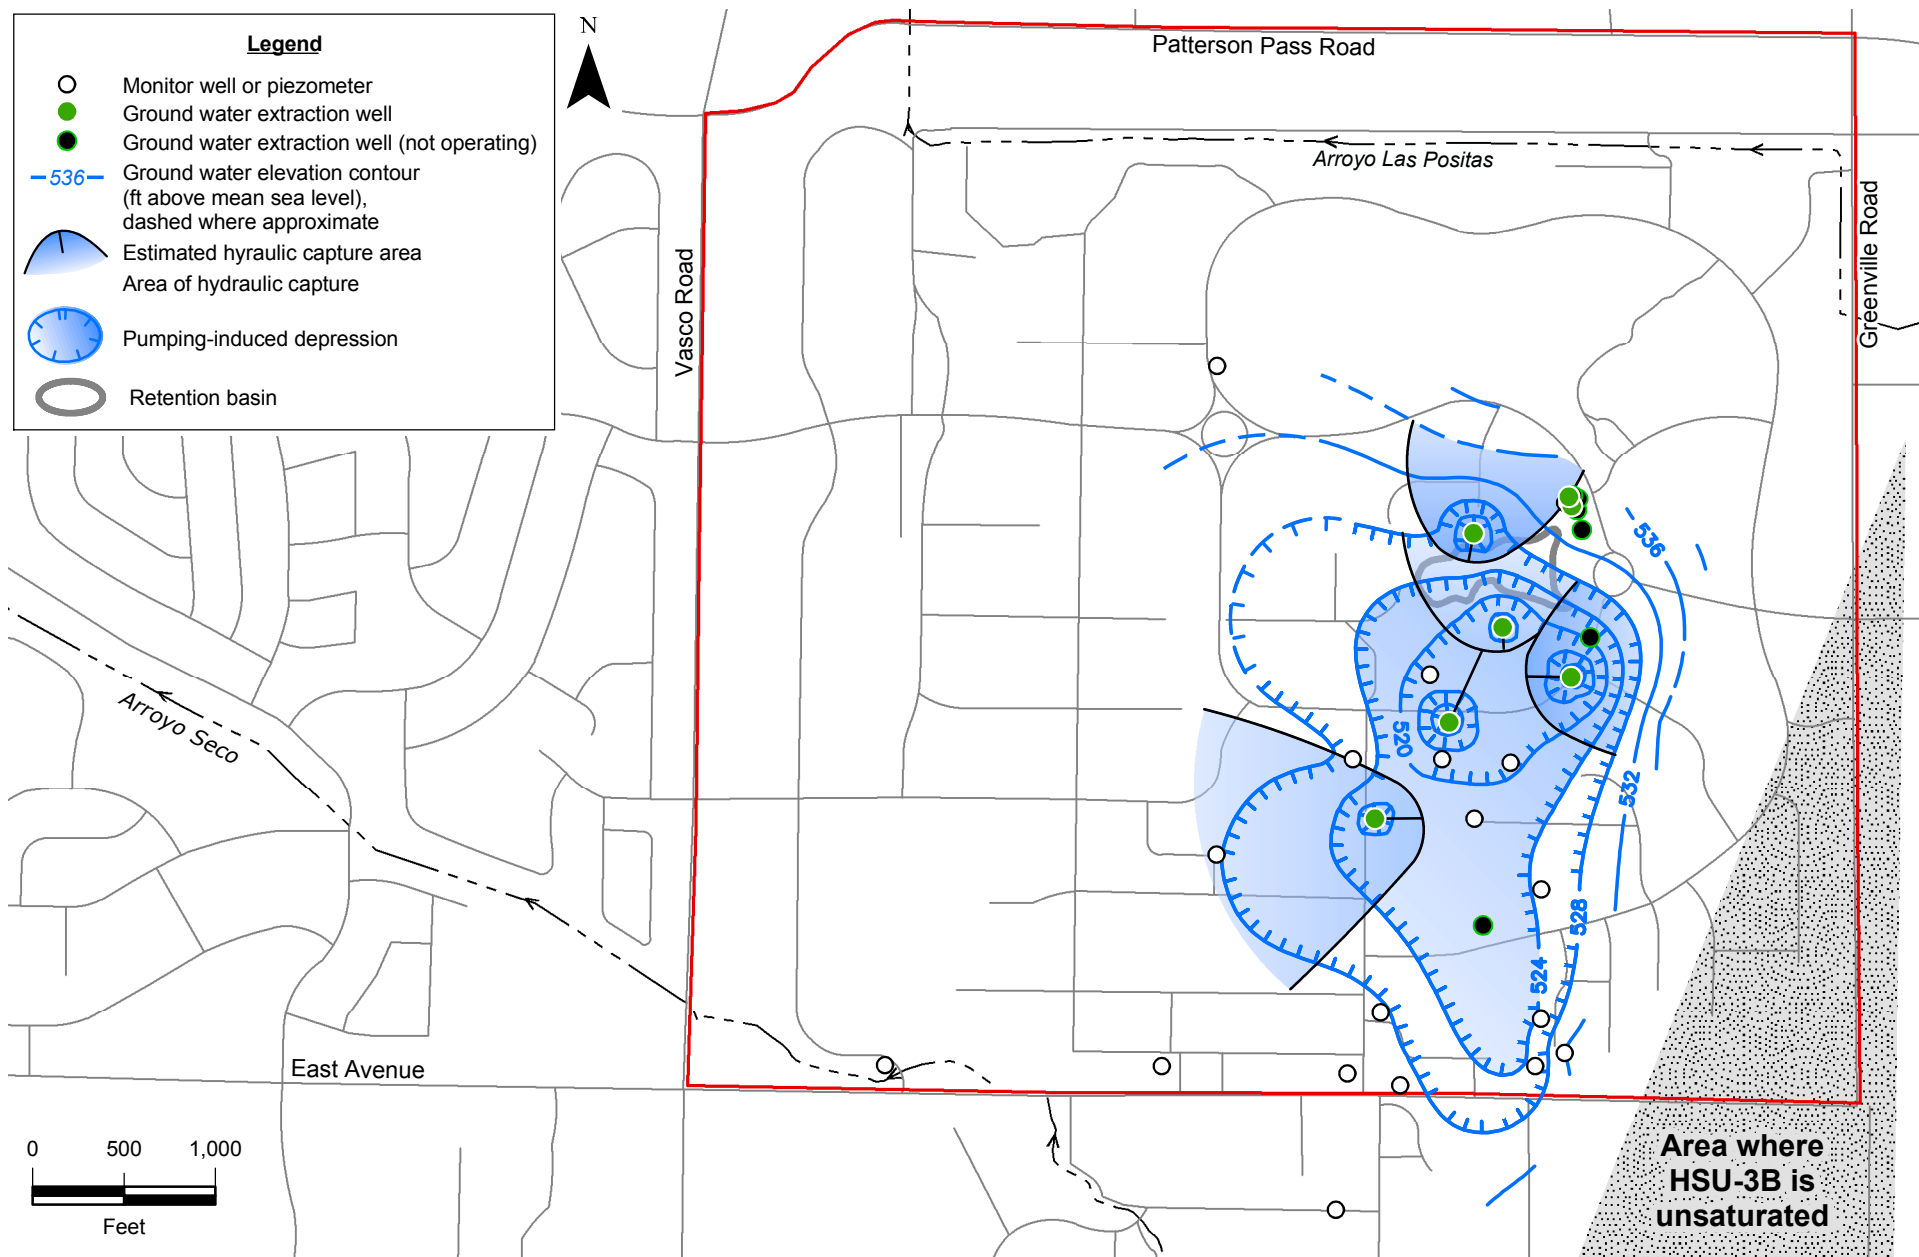 Legend
Monitor well or piezometer
Ground water extraction well
Ground water extraction well (not operating)
536
Ground water elevation contour
(ft above mean sea level),
dashed where approximate
Estimated hyraulic capture area
Area of hydraulic capture
Pumping-induced depression
Retention basin
N
Patterson Pass Road
Arroyo Las Positas
Greenville Road
Vasco Road
536
Arroyo Seco
520
532
528
524
East Avenue
0 500 1,000
Feet
Area where
HSU-3B is
unsaturated